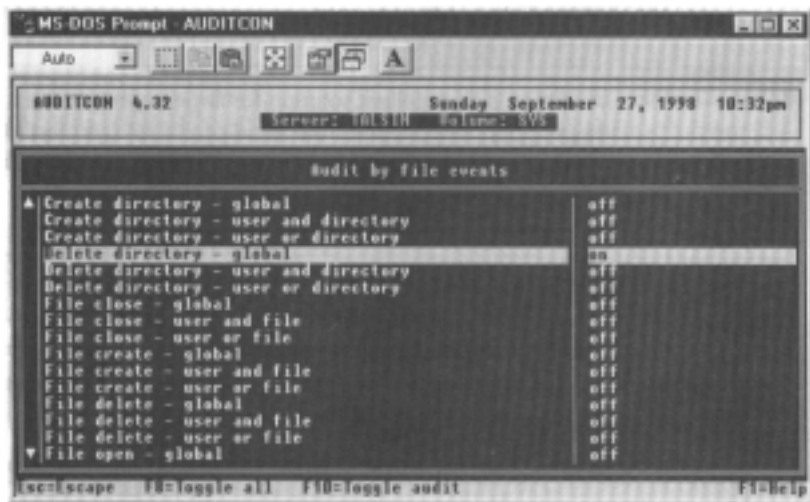 MS-DOS Prompt - AUDITCON
Auto
A
AUDITCON 4.32 Sunday September 27, 1998 10:32pm
Server: TALSIN Volume: SYS
Audit by file events
Create directory - global off
Create directory - user and directory off
Create directory - user or directory off
Delete directory - global on
Delete directory - user and directory off
Delete directory - user or directory off
File close - global off
File close - user and file off
File close - user or file off
File create - global off
File create - user and file off
File create - user or file off
File delete - global off
File delete - user and file off
File delete - user or file off
File open - global off
Esc=Escape F8=Toggle all F10=Toggle audit F1=Help